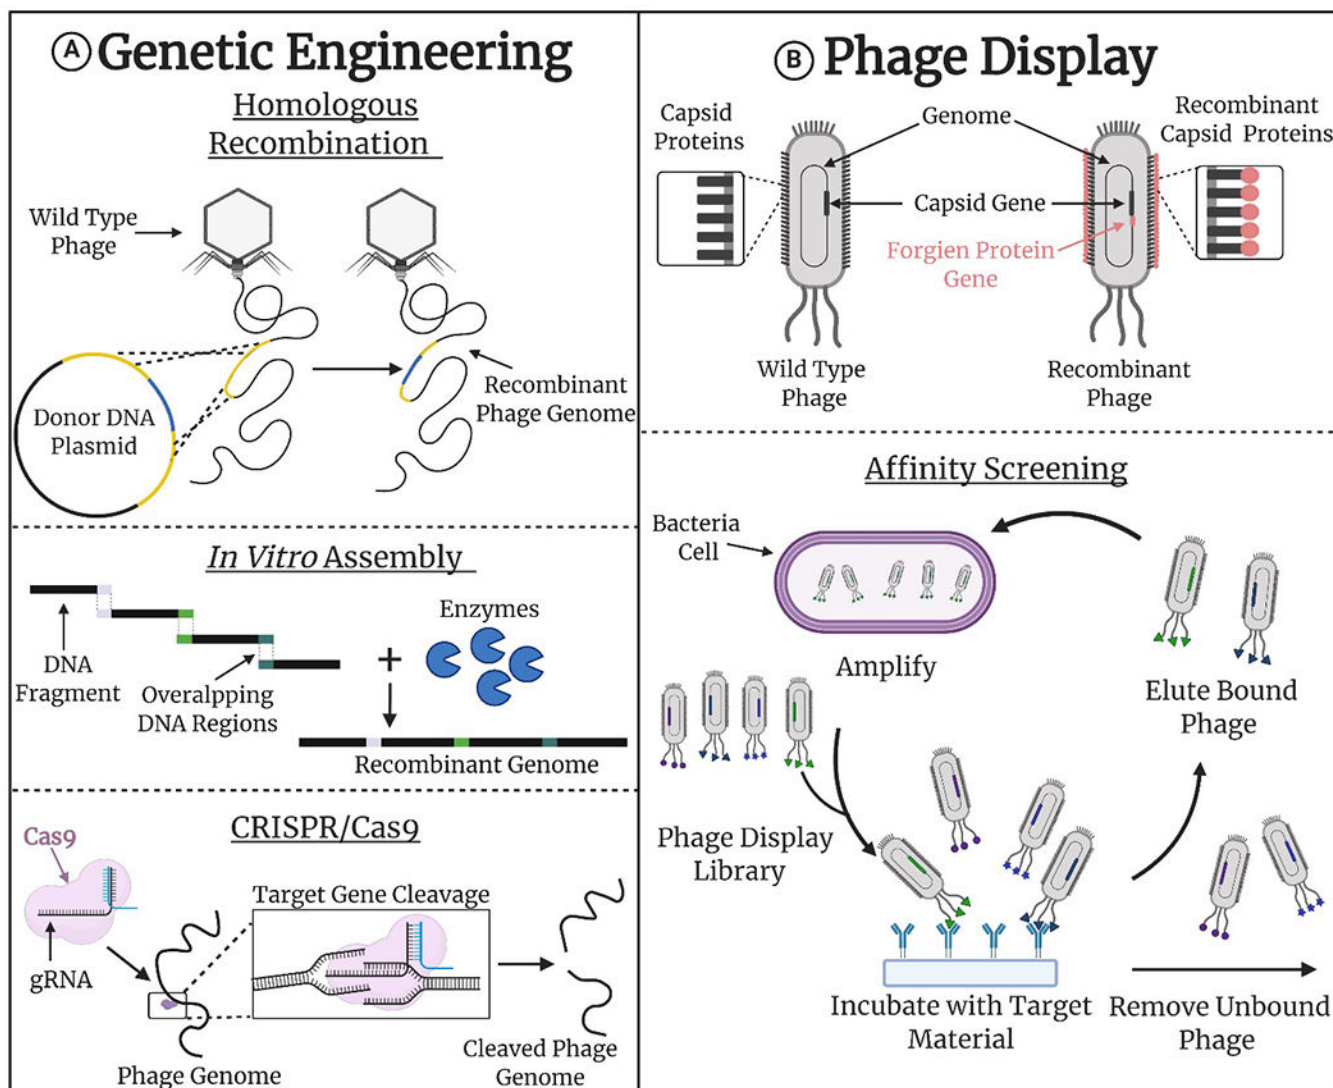 A Genetic Engineering
Homologous
Recombination
Wild Type
Phage
Donor DNA
Plasmid
Recombinant
Phage Genome
In Vitro Assembly
DNA
Fragment
Overalpping
DNA Regions
Enzymes
+
Recombinant Genome
CRISPR/Cas9
Cas9
gRNA
Target Gene Cleavage
Phage Genome
Cleaved Phage
Genome
B Phage Display
Capsid
Proteins
Genome
Recombinant
Capsid Proteins
Capsid Gene
Forgien Protein
Gene
Wild Type
Phage
Recombinant
Phage
Affinity Screening
Bacteria
Cell
Amplify
Elute Bound
Phage
Phage Display
Library
Incubate with Target
Material
Remove Unbound
Phage